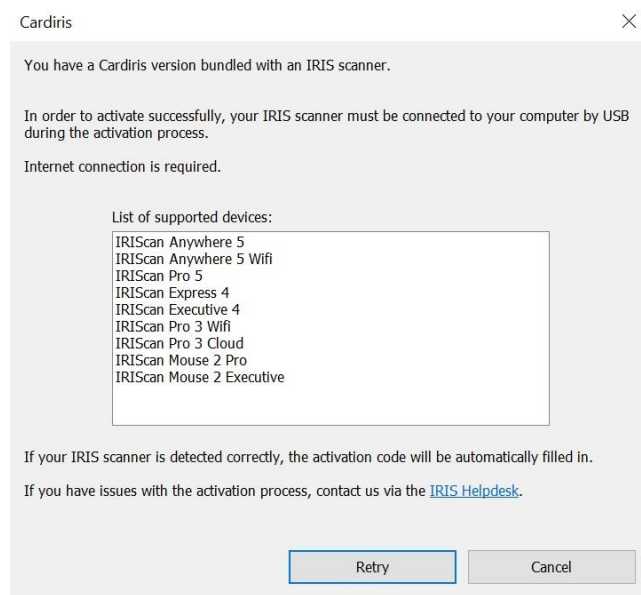 Cardiris
You have a Cardiris version bundled with an IRIS scanner.
In order to activate successfully, your IRIS scanner must be connected to your computer by USB
during the activation process.
Internet connection is required.
List of supported devices:
IRIScan Anywhere 5
IRIScan Anywhere 5 Wifi
IRIScan Pro 5
IRIScan Express 4
IRIScan Executive 4
IRIScan Pro 3 Wifi
IRIScan Pro 3 Cloud
IRIScan Mouse 2 Pro
IRIScan Mouse 2 Executive
If your IRIS scanner is detected correctly, the activation code will be automatically filled in.
If you have issues with the activation process, contact us via the IRIS Helpdesk.
Retry
Cancel